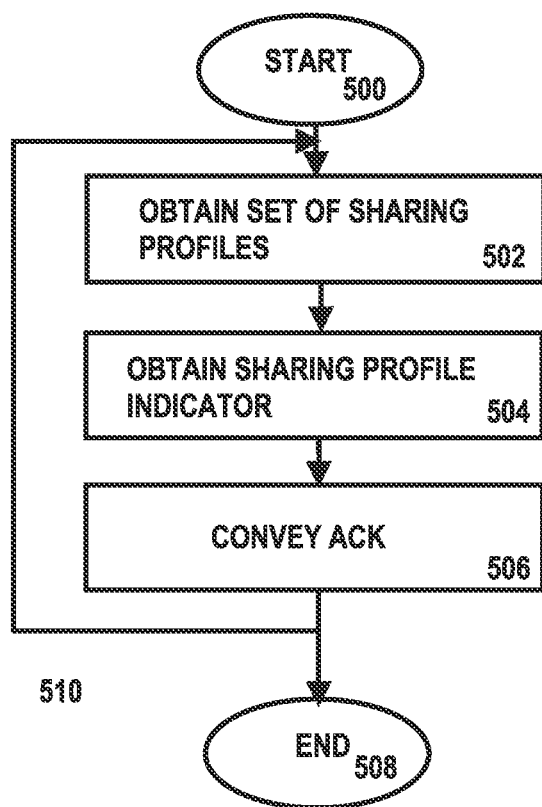 START
500
OBTAIN SET OF SHARING
PROFILES
502
OBTAIN SHARING PROFILE
INDICATOR
504
CONVEY ACK
506
510
END
508